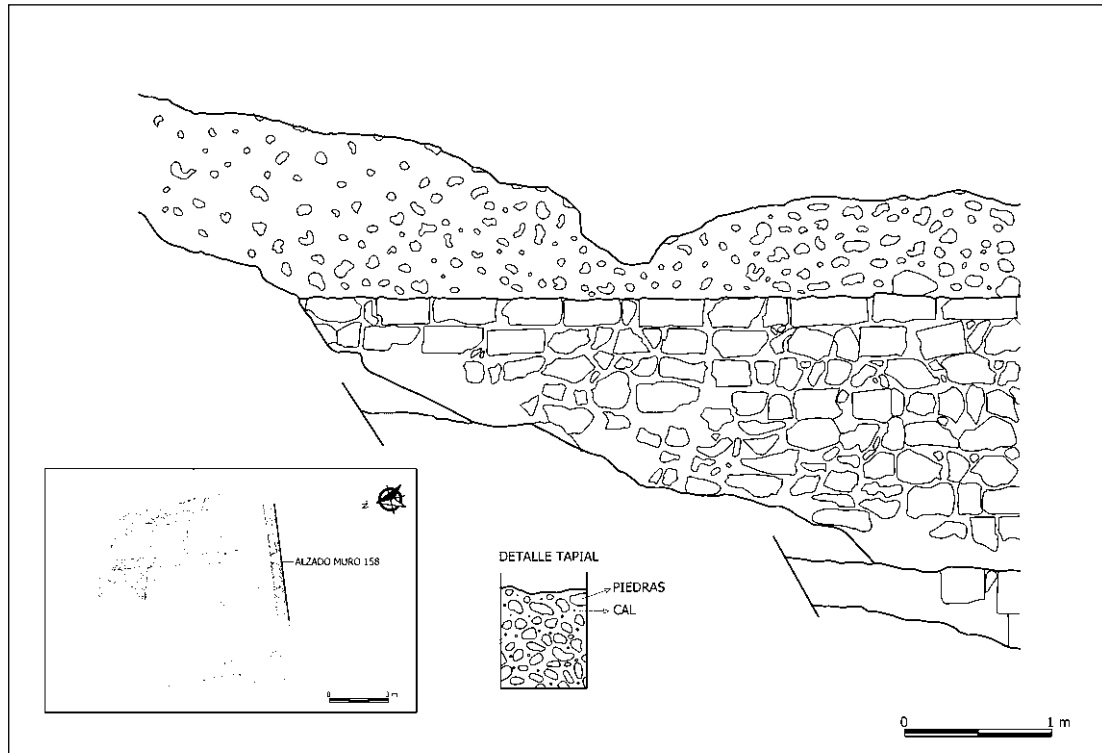 N
ALZADO MURO 158
0 3 m
DETALLE TAPIAL
PIEDRAS
CAL
0 1 m